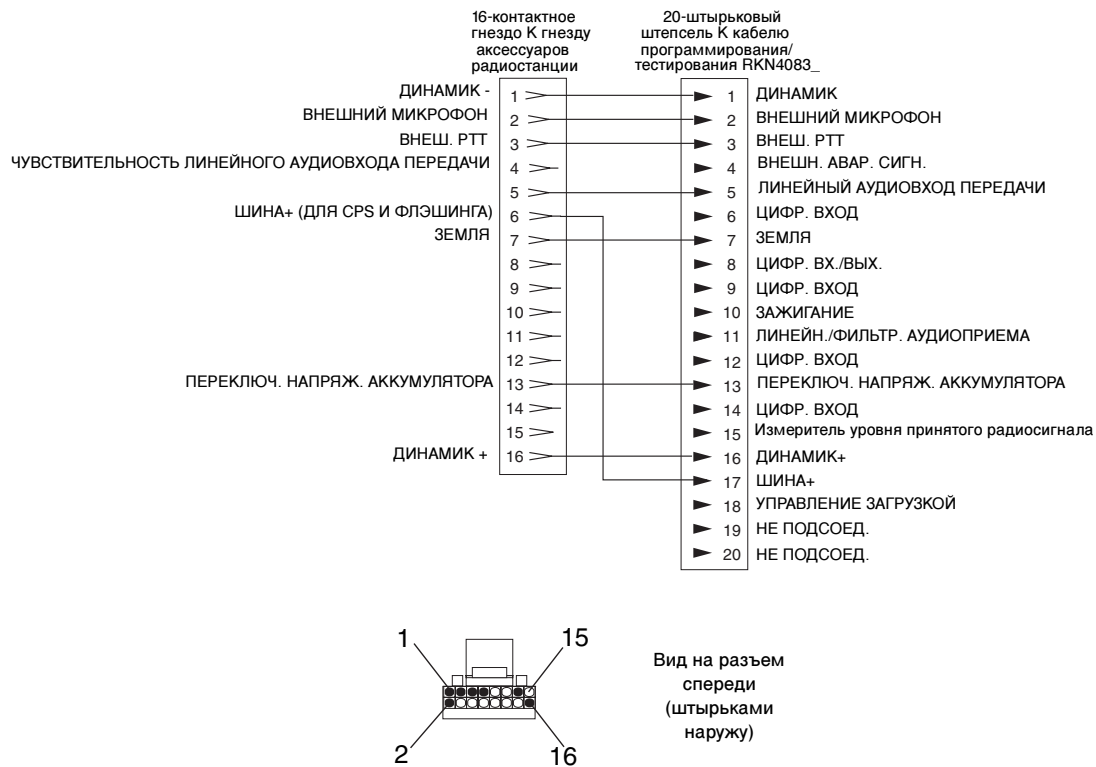 16-контактное
гнездо К гнезду
аксессуаров
радиостанции
20-штырьковый
штепсель К кабелю
программирования/
тестирования RKN4083_
ДИНАМИК - 1 1 ДИНАМИК
ВНЕШНИЙ МИКРОФОН 2 2 ВНЕШНИЙ МИКРОФОН
ВНЕШ. PTT 3 3 ВНЕШ. PTT
ЧУВСТВИТЕЛЬНОСТЬ ЛИНЕЙНОГО АУДИОВХОДА ПЕРЕДАЧИ 4 4 ВНЕШН. АВАР. СИГН.
5 5 ЛИНЕЙНЫЙ АУДИОВХОД ПЕРЕДАЧИ
ШИНА+ (ДЛЯ CPS И ФЛЭШИНГА) 6 6 ЦИФР. ВХОД
ЗЕМЛЯ 7 7 ЗЕМЛЯ
8 8 ЦИФР. ВХ./ВЫХ.
9 9 ЦИФР. ВХОД
10 10 ЗАЖИГАНИЕ
11 11 ЛИНЕЙН./ФИЛЬТР. АУДИОПРИЕМА
12 12 ЦИФР. ВХОД
ПЕРЕКЛЮЧ. НАПРЯЖ. АККУМУЛЯТОРА 13 13 ПЕРЕКЛЮЧ. НАПРЯЖ. АККУМУЛЯТОРА
14 14 ЦИФР. ВХОД
15 15 Измеритель уровня принятого радиосигнала
ДИНАМИК + 16 16 ДИНАМИК+
17 ШИНА+
18 УПРАВЛЕНИЕ ЗАГРУЗКОЙ
19 НЕ ПОДСОЕД.
20 НЕ ПОДСОЕД.
1 15
2 16
Вид на разъем
спереди
(штырьками
наружу)